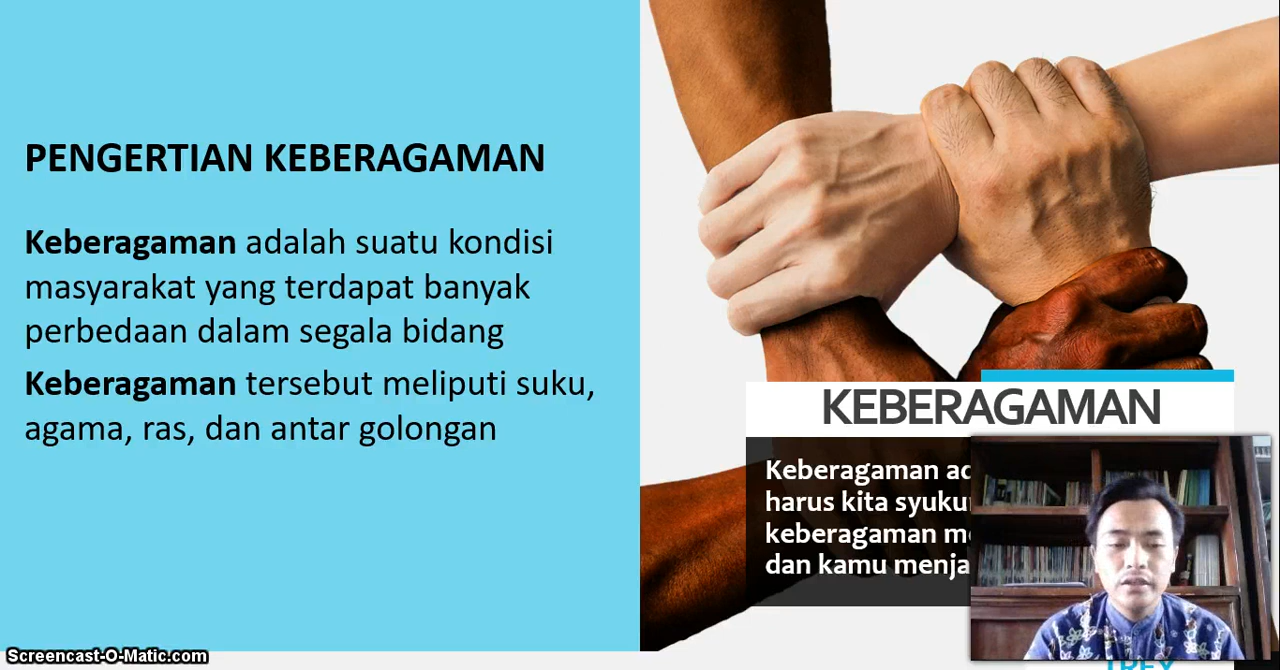 PENGERTIAN KEBERAGAMAN
Keberagaman adalah suatu kondisi
masyarakat yang terdapat banyak
perbedaan dalam segala bidang
Keberagaman tersebut meliputi suku,
agama, ras, dan antar golongan
KEBERAGAMAN
Keberagaman
harus kita
keberagaman
dan kamu
Screencast-O-Matic.com